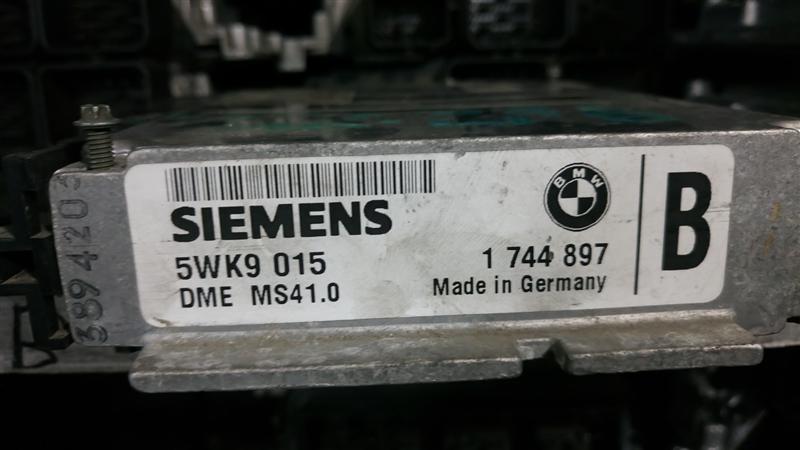 SIEMENS
5WK9 015
DME MS41.0
BMW
1 744 897
Made in Germany
B